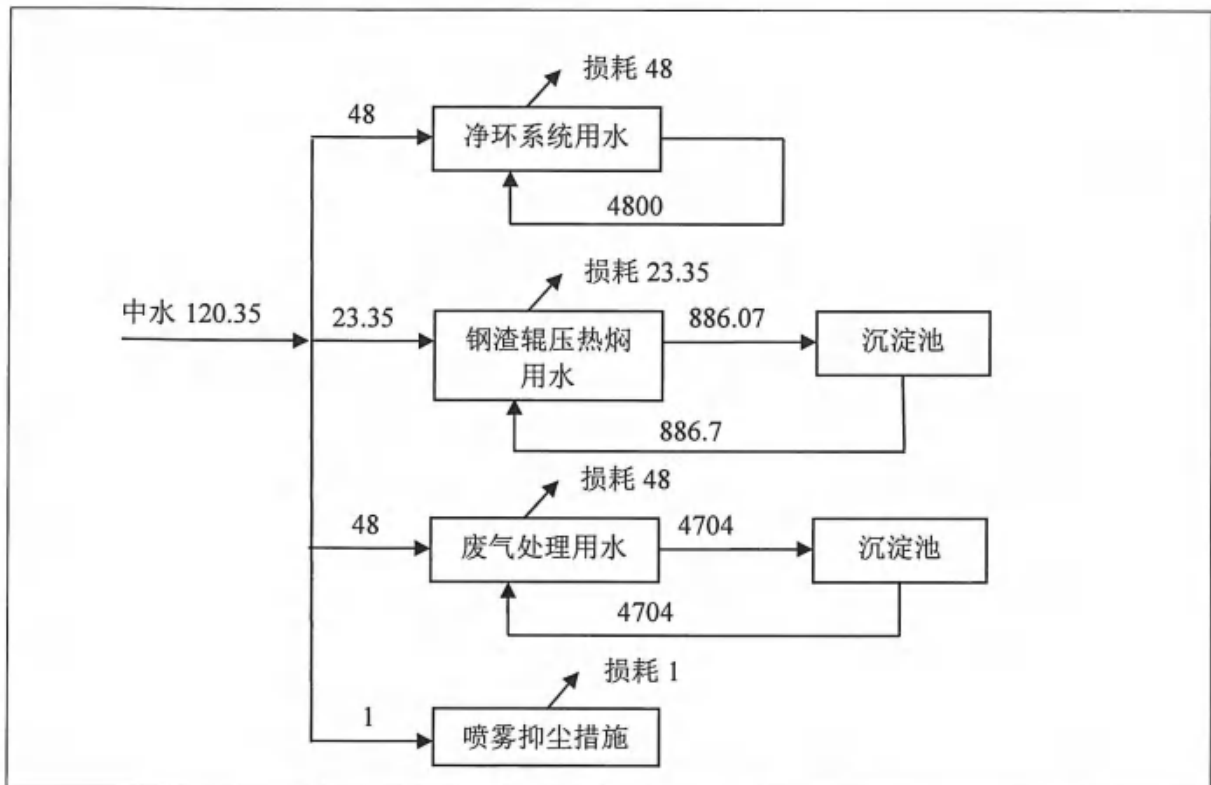 损耗 48
48
净环系统用水
4800
损耗 23.35
中水 120.35
23.35
钢渣辊压热焖
用水
886.07
沉淀池
886.7
损耗 48
48
废气处理用水
4704
沉淀池
4704
损耗 1
1
喷雾抑尘措施